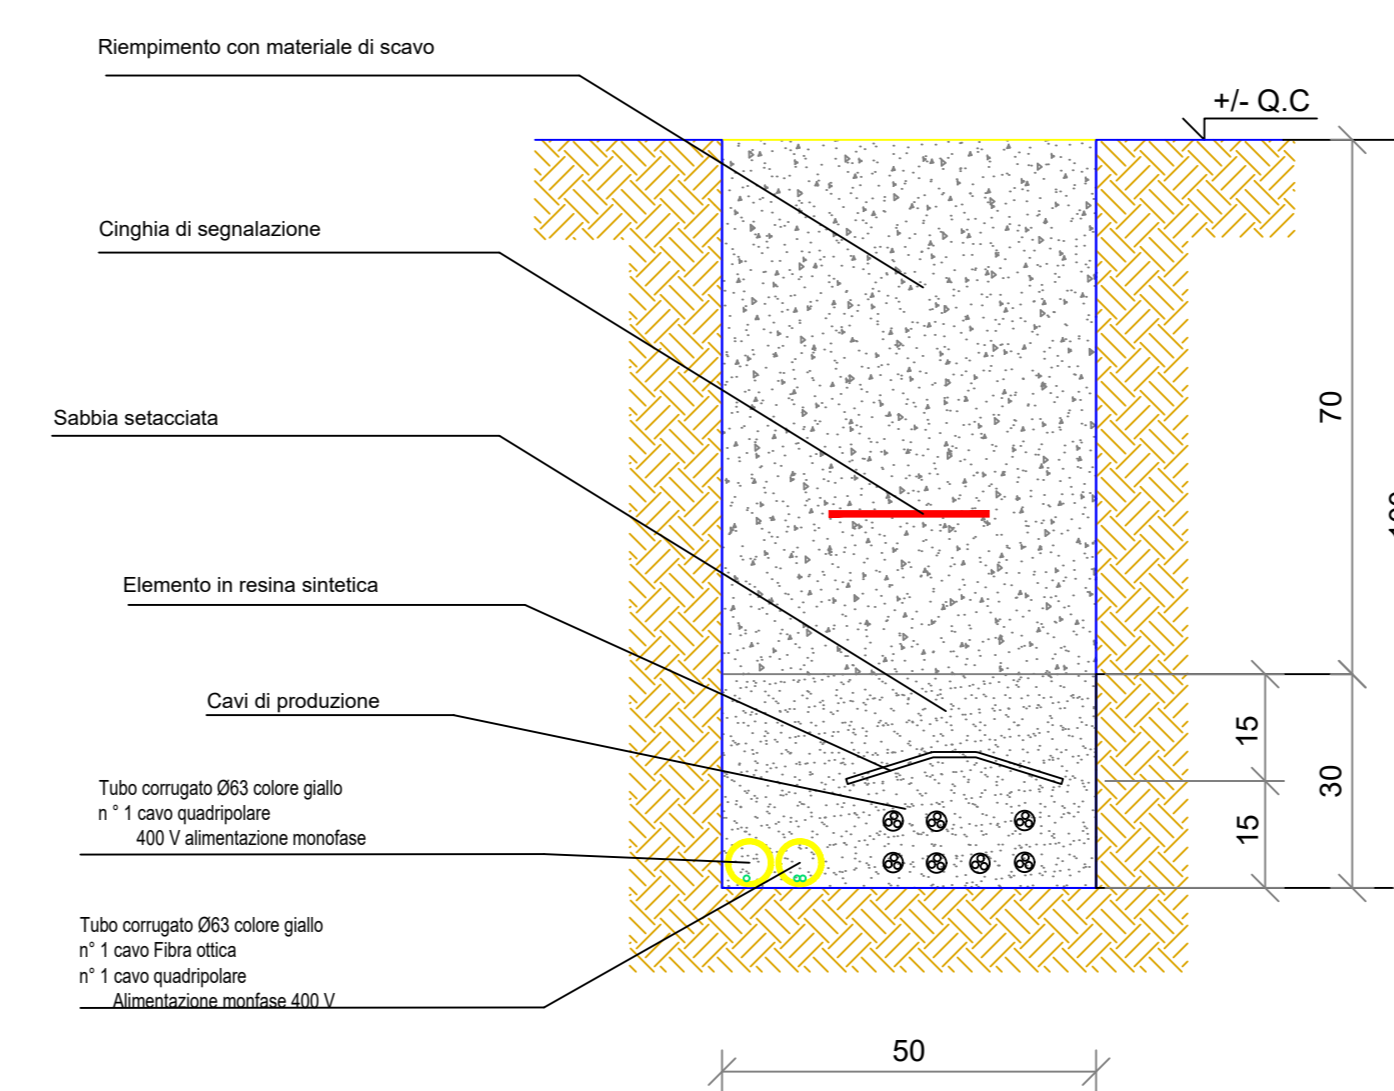 Riempimento con materiale di scavo
+/- Q.C
Cinghia di segnalazione
70
Sabbia setacciata
Elemento in resina sintetica
Cavi di produzione
15
30
15
Tubo corrugato Ø63 colore giallo
n ° 1 cavo quadripolare
400 V alimentazione monofase
Tubo corrugato Ø63 colore giallo
n° 1 cavo Fibra ottica
n° 1 cavo quadripolare
Alimentazione monfase 400 V
50